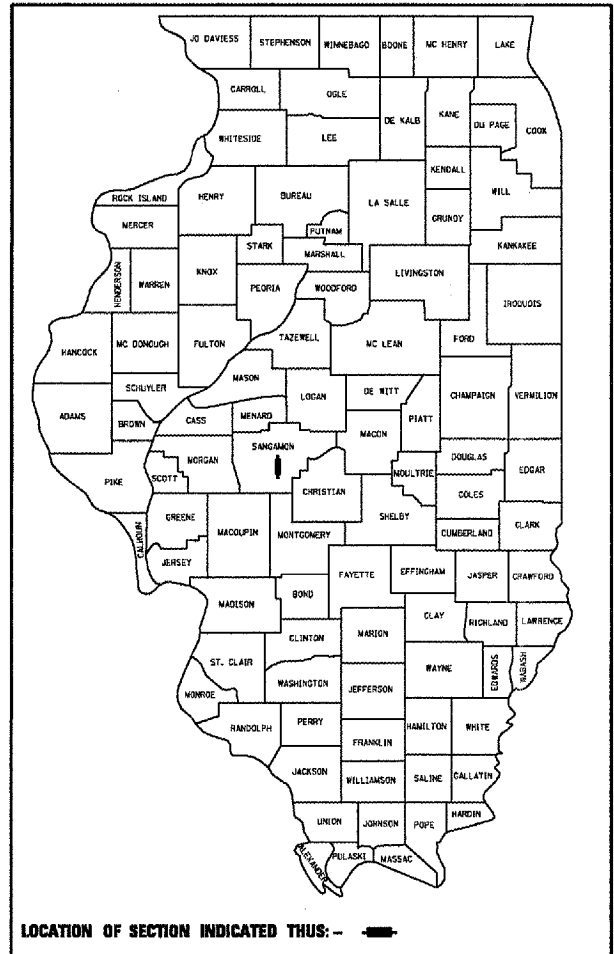 JO DAVIESS
STEPHENSON
WINNEBAGO
BOONE
MC HENRY
LAKE
CARROLL
OGLE
DE KALB
KANE
DU PAGE
COOK
WHITESIDE
LEE
KENDALL
WILL
ROCK ISLAND
HENRY
BUREAU
LA SALLE
GRUNDY
MERCER
PUTNAM
STARK
MARSHALL
KANKAKEE
HENDERSON
WARREN
KNOX
PEORIA
WOODFORD
LIVINGSTON
IROQUOIS
HANCOCK
MC DONOUGH
FULTON
TAZEWELL
MC LEAN
FORD
MASON
SCHUYLER
LOGAN
DE WITT
CHAMPAIGN
VERMILION
ADAMS
BROWN
CASS
MENARD
PIATT
MACON
SANGAMON
MORGAN
DOUGLAS
EDGAR
PIKE
SCOTT
CHRISTIAN
MOULTRIE
COLES
GREENE
MACOUPIN
MONTGOMERY
SHELBY
CUMBERLAND
CLARK
CALHOUN
JERSEY
FAYETTE
EFFINGHAM
JASPER
CRAWFORD
MADISON
BOND
CLAY
RICHLAND
LAWRENCE
CLINTON
MARION
ST. CLAIR
WAYNE
EDWARDS
WABASH
WASHINGTON
JEFFERSON
MONROE
RANDOLPH
PERRY
HAMILTON
WHITE
FRANKLIN
JACKSON
WILLIAMSON
SALINE
GALLATIN
UNION
JOHNSON
POPE
HARDIN
ALEXANDER
PULASKI
MASSAC
LOCATION OF SECTION INDICATED THUS: -